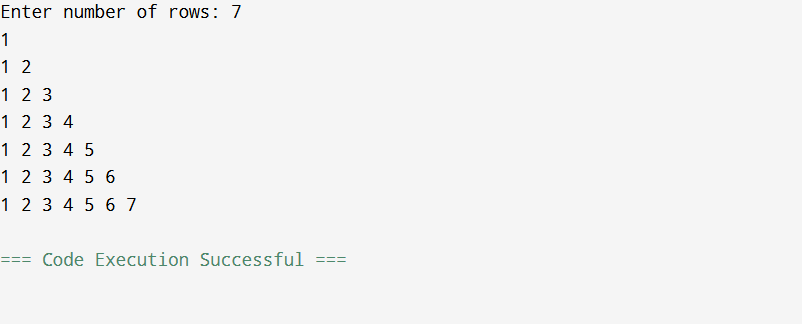 Enter number of rows: 7
1
1 2
1 2 3
1 2 3 4
1 2 3 4 5
1 2 3 4 5 6
1 2 3 4 5 6 7
=== Code Execution Successful ===